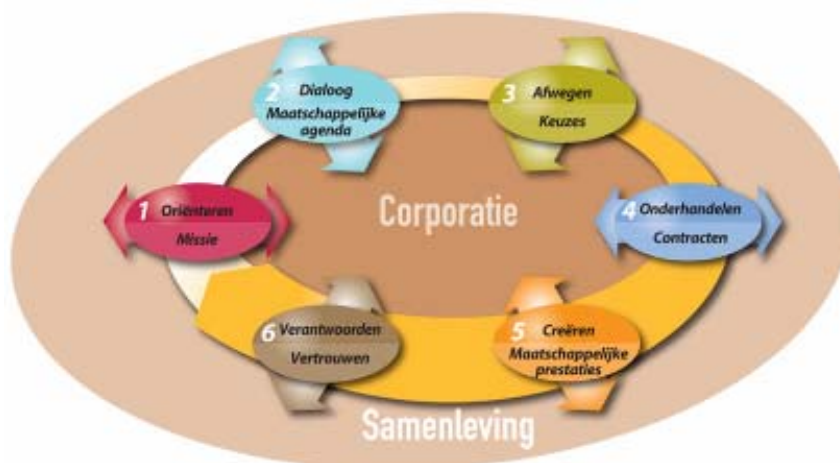 1 Oriënteren
Missie
2 Dialoog
Maatschappelijke
agenda
3 Afwegen
Keuzes
4 Onderhandelen
Contracten
5 Creëren
Maatschappelijke
prestaties
6 Verantwoorden
Vertrouwen
Corporatie
Samenleving